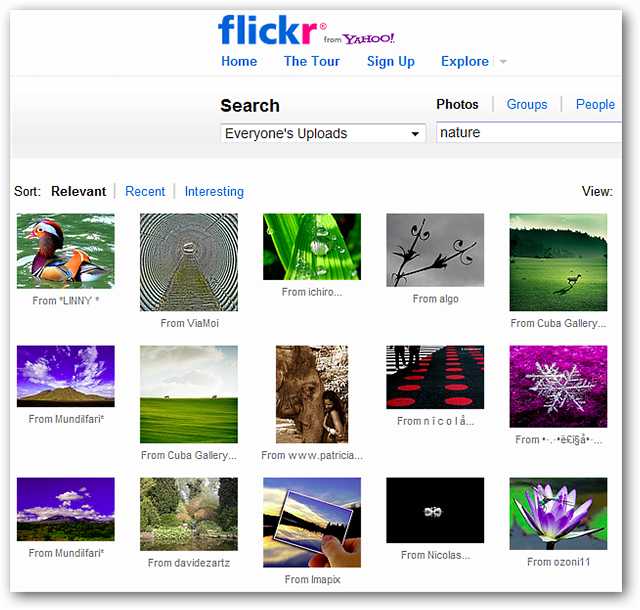 flickr® from YAHOO!
Home The Tour Sign Up Explore
Search Photos Groups People
Everyone's Uploads nature
Sort: Relevant Recent Interesting View:
From *LINNY * From ViaMoi From ichiro... From algo From Cuba Gallery...
From Mundilfari* From Cuba Gallery... From www.patricia... From n i c o l å... From
From Mundilfari* From davidezartz From Imapix From Nicolas... From ozoni11